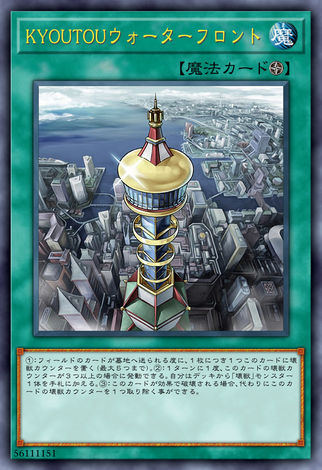 KYOUTOUウォーターフロント
魔
【魔法カード】
①:フィールドのカードが墓地へ送られる度に、1枚につき1つこのカードに壊
獣カウンターを置く(最大5つまで)。②:1ターンに1度、このカードの壊獣カ
ウンターが3つ以上の場合に発動できる。自分はデッキから「壊獣」モンスター
1体を手札に加える。③:このカードが効果で破壊される場合、代わりにこのカー
ドの壊獣カウンターを1つ取り除く事ができる。
56111151